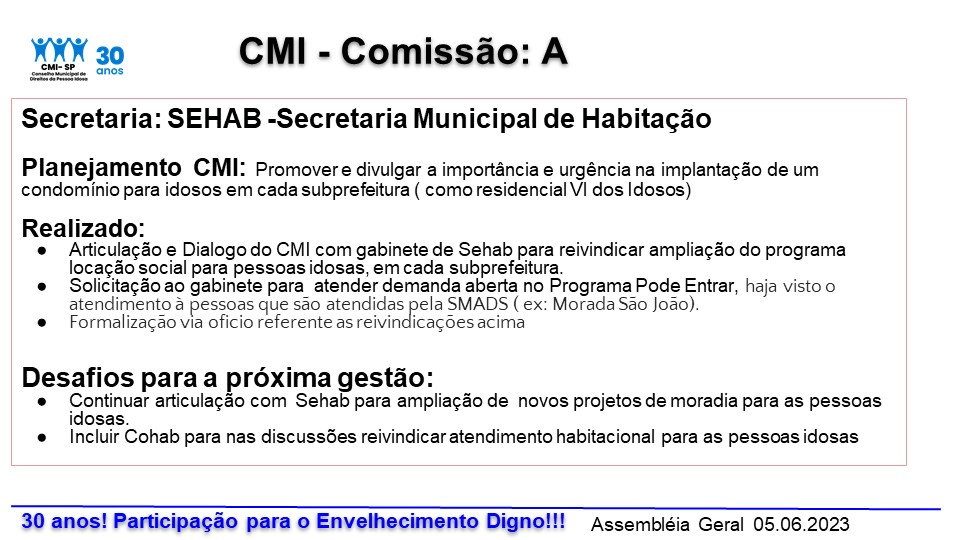 CMI - Comissão: A
CMI- SP
Conselho Municipal de
Direitos da Pessoa Idosa
30
anos
Secretaria: SEHAB -Secretaria Municipal de Habitação
Planejamento CMI: Promover e divulgar a importância e urgência na implantação de um
condomínio para idosos em cada subprefeitura ( como residencial VI dos Idosos)
Realizado:
● Articulação e Dialogo do CMI com gabinete de Sehab para reivindicar ampliação do programa
locação social para pessoas idosas, em cada subprefeitura.
● Solicitação ao gabinete para atender demanda aberta no Programa Pode Entrar, haja visto o
atendimento à pessoas que são atendidas pela SMADS ( ex: Morada São João).
● Formalização via oficio referente as reivindicações acima
Desafios para a próxima gestão:
● Continuar articulação com Sehab para ampliação de novos projetos de moradia para as pessoas
idosas.
● Incluir Cohab para nas discussões reivindicar atendimento habitacional para as pessoas idosas
30 anos! Participação para o Envelhecimento Digno!!! Assembléia Geral 05.06.2023